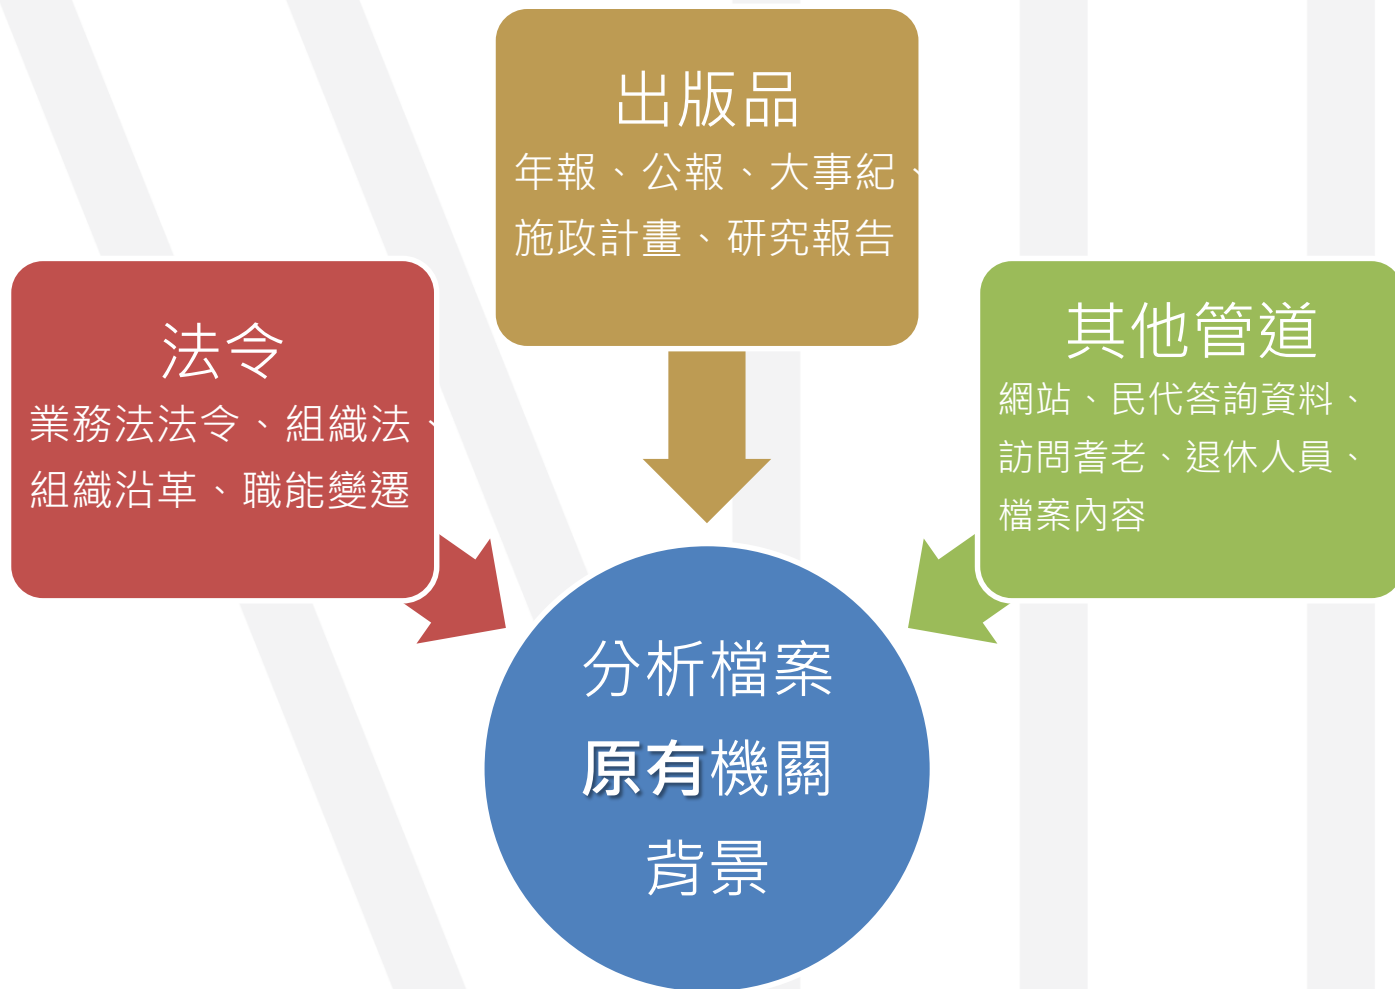 出版品
年報、公報、大事紀、
施政計畫、研究報告
法令
業務法法令、組織法、
組織沿革、職能變遷
其他管道
網站、民代答詢資料、
訪問耆老、退休人員、
檔案內容
分析檔案
原有機關
背景